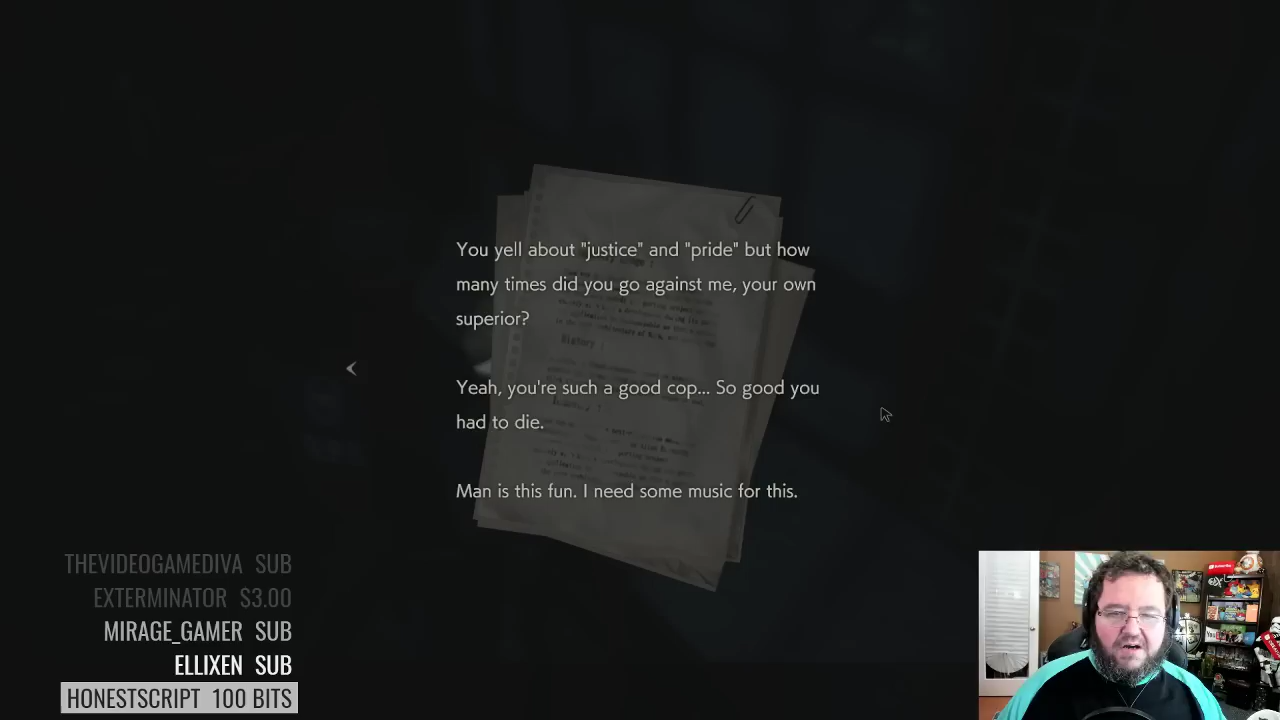 You yell about "justice" and "pride" but how
many times did you go against me, your own
superior?
Yeah, you're such a good cop... So good you
had to die.
Man is this fun. I need some music for this.
History
THEVIDEOGAMEDIVA SUB
EXTERMINATOR $3.00
MIRAGE_GAMER SUB
ELLIXEN SUB
HONESTSCRIPT 100 BITS